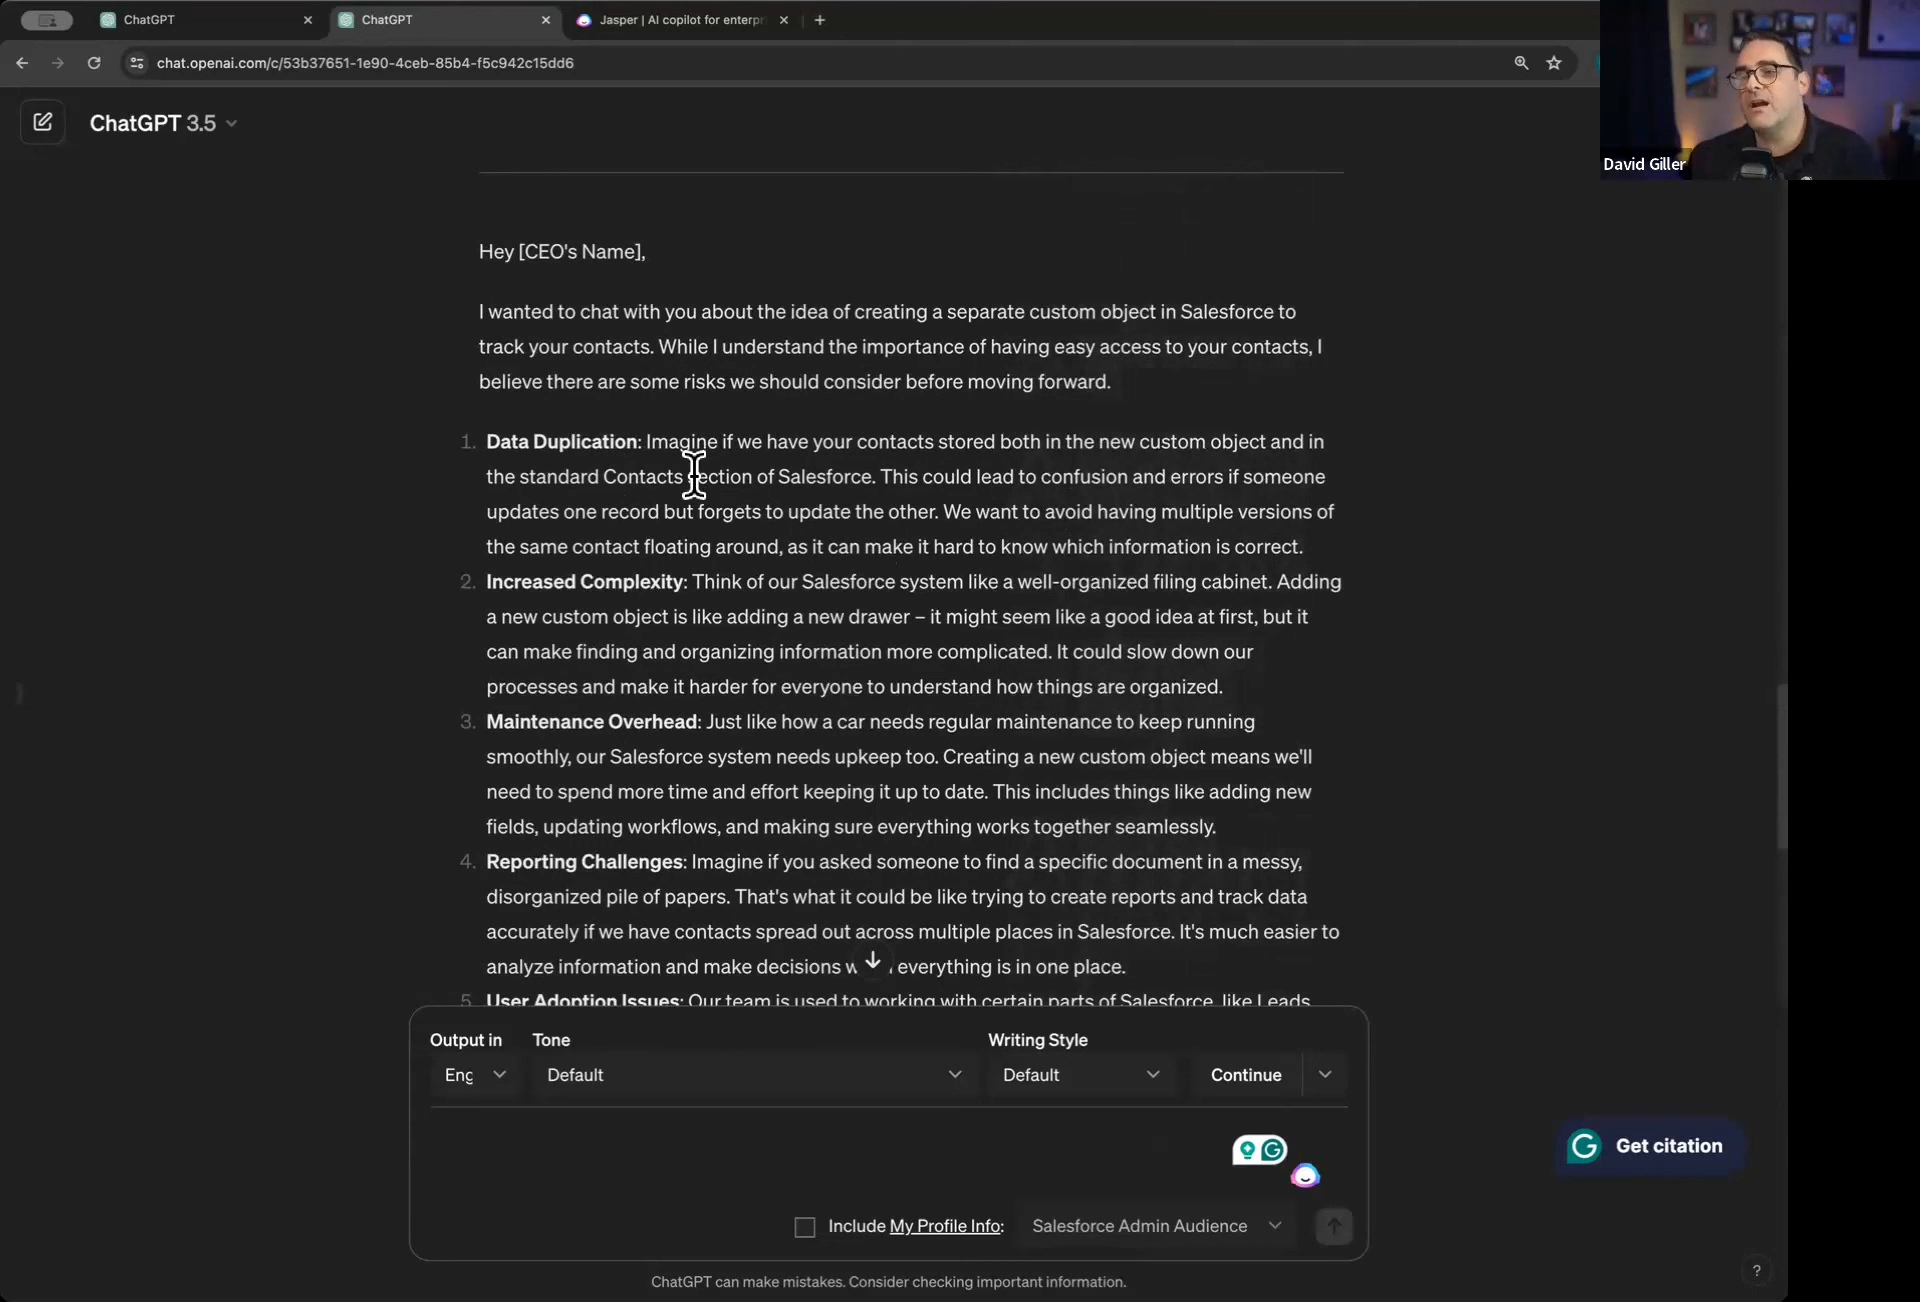 ChatGPT
ChatGPT
Jasper | AI copilot for enterpr
chat.openai.com/c/53b37651-1e90-4ceb-85b4-f5c942c15dd6
ChatGPT 3.5
David Giller
Hey [CEO's Name],
I wanted to chat with you about the idea of creating a separate custom object in Salesforce to
track your contacts. While I understand the importance of having easy access to your contacts, I
believe there are some risks we should consider before moving forward.
1. Data Duplication: Imagine if we have your contacts stored both in the new custom object and in
the standard Contacts section of Salesforce. This could lead to confusion and errors if someone
updates one record but forgets to update the other. We want to avoid having multiple versions of
the same contact floating around, as it can make it hard to know which information is correct.
2. Increased Complexity: Think of our Salesforce system like a well-organized filing cabinet. Adding
a new custom object is like adding a new drawer – it might seem like a good idea at first, but it
can make finding and organizing information more complicated. It could slow down our
processes and make it harder for everyone to understand how things are organized.
3. Maintenance Overhead: Just like how a car needs regular maintenance to keep running
smoothly, our Salesforce system needs upkeep too. Creating a new custom object means we'll
need to spend more time and effort keeping it up to date. This includes things like adding new
fields, updating workflows, and making sure everything works together seamlessly.
4. Reporting Challenges: Imagine if you asked someone to find a specific document in a messy,
disorganized pile of papers. That's what it could be like trying to create reports and track data
accurately if we have contacts spread out across multiple places in Salesforce. It's much easier to
analyze information and make decisions everything is in one place.
5. User Adoption Issues: Our team is used to working with certain parts of Salesforce, like Leads
Output in
Tone
Writing Style
Eng
Default
Default
Continue
Get citation
Include My Profile Info:
Salesforce Admin Audience
ChatGPT can make mistakes. Consider checking important information.
?